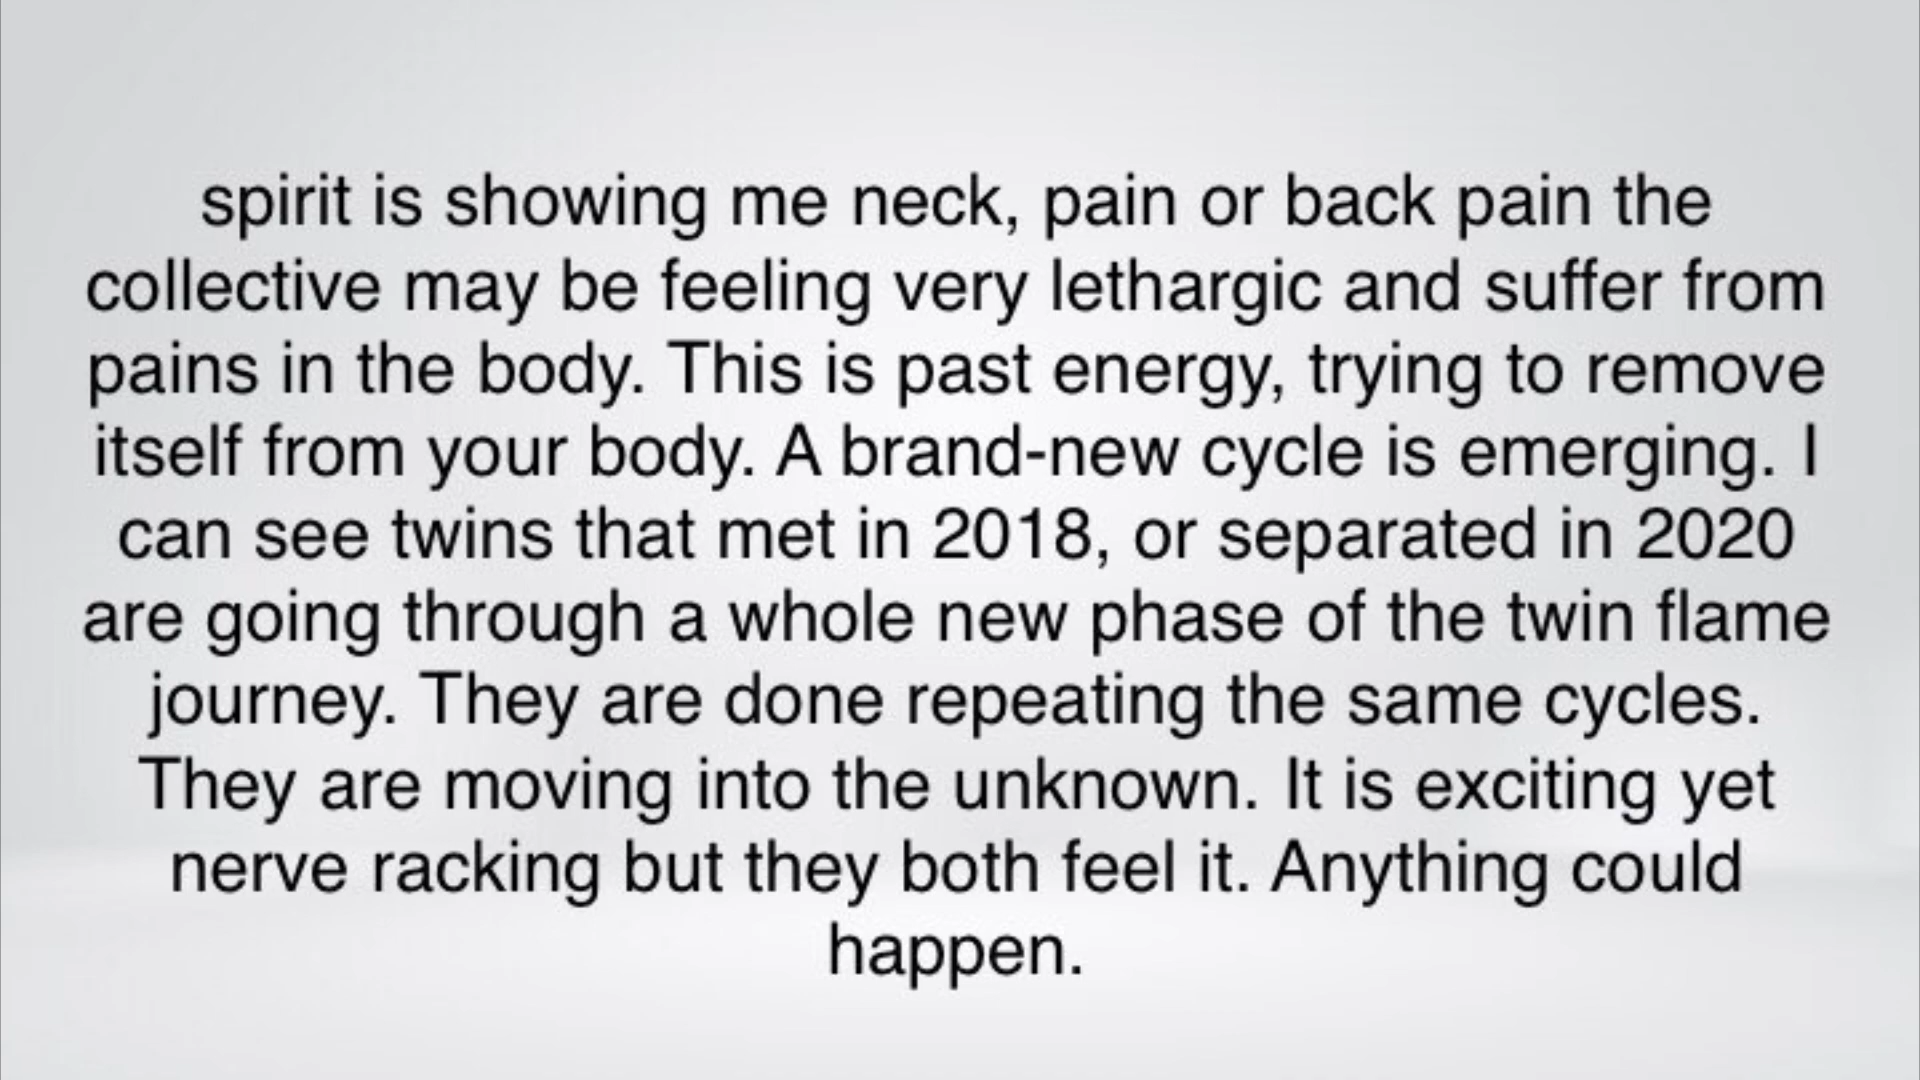 spirit is showing me neck, pain or back pain the
collective may be feeling very lethargic and suffer from
pains in the body. This is past energy, trying to remove
itself from your body. A brand-new cycle is emerging. I
can see twins that met in 2018, or separated in 2020
are going through a whole new phase of the twin flame
journey. They are done repeating the same cycles.
They are moving into the unknown. It is exciting yet
nerve racking but they both feel it. Anything could
happen.